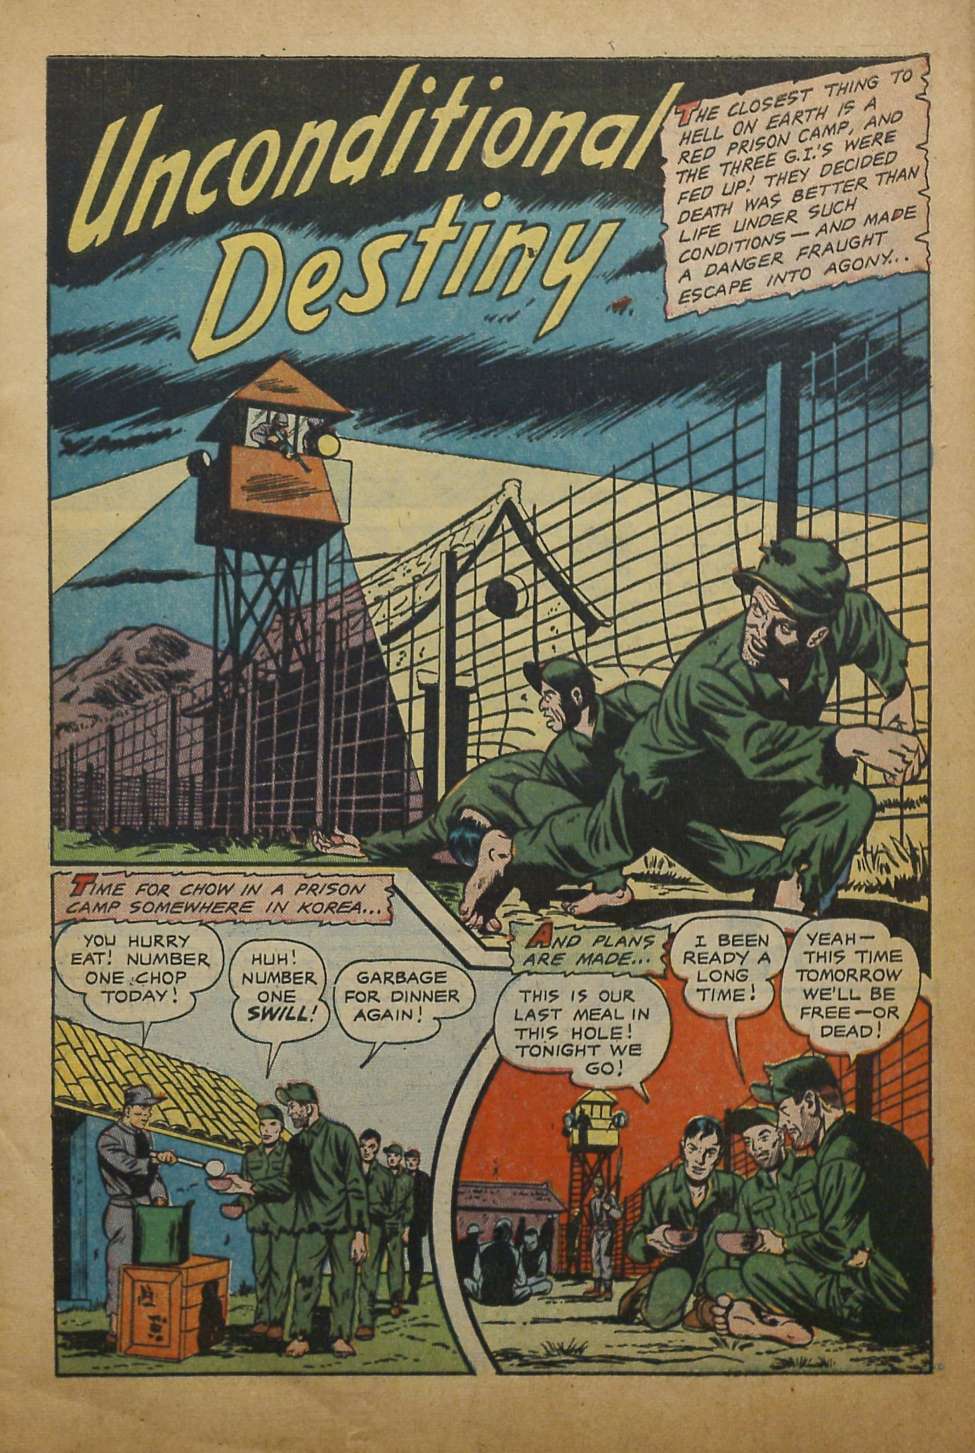 Unconditional
Destiny
THE CLOSEST THING TO
HELL ON EARTH IS A
RED PRISON CAMP, AND
THE THREE G.I.'S WERE
FED UP! THEY DECIDED
DEATH WAS BETTER THAN
LIFE UNDER SUCH
CONDITIONS — AND MADE
A DANGER FRAUGHT
ESCAPE INTO AGONY...
TIME FOR CHOW IN A PRISON
CAMP SOMEWHERE IN KOREA...
YOU HURRY
EAT! NUMBER
ONE CHOP
TODAY!
HUH!
NUMBER
ONE
SWILL!
GARBAGE
FOR DINNER
AGAIN!
AND PLANS
ARE MADE...
THIS IS OUR
LAST MEAL IN
THIS HOLE!
TONIGHT WE
GO!
I BEEN
READY A
LONG
TIME!
YEAH—
THIS TIME
TOMORROW
WE'LL BE
FREE—OR
DEAD!